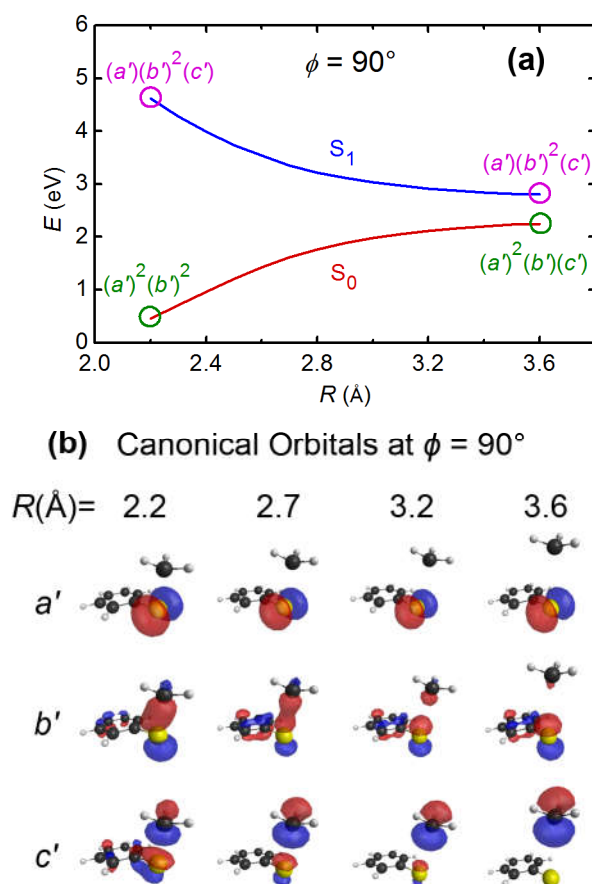 6
5
4
3
2
1
0
E (eV)
ϕ = 90°
(a)
(a′)(b′)²(c′)
S₁
(a′)(b′)²(c′)
(a′)²(b′)²
S₀
(a′)²(b′)(c′)
2.0 2.4 2.8 3.2 3.6
R (Å)
(b) Canonical Orbitals at ϕ = 90°
R(Å)= 2.2 2.7 3.2 3.6
a′
b′
c′